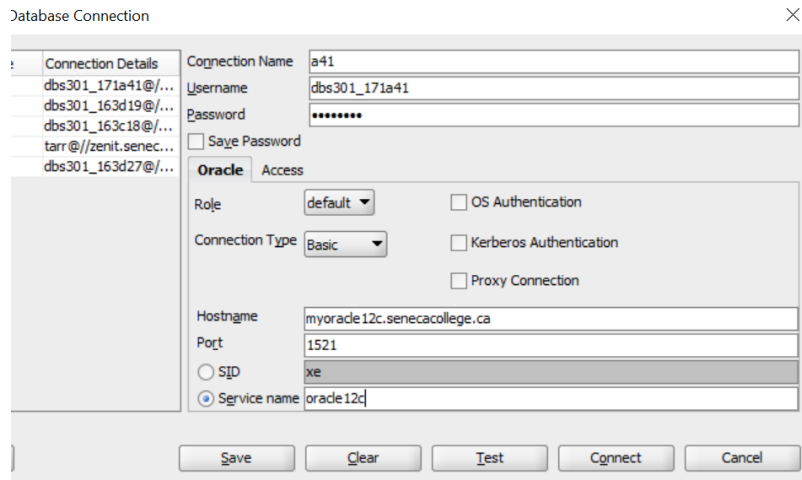 Database Connection
Connection Details
dbs301_171a41@/...
dbs301_163d19@/...
dbs301_163c18@/...
tarr@//zenit.senec...
dbs301_163d27@/...
Connection Name a41
Username dbs301_171a41
Password ••••••••
Save Password
Oracle Access
Role default OS Authentication
Connection Type Basic Kerberos Authentication
Proxy Connection
Hostname myoracle12c.senecacollege.ca
Port 1521
SID xe
Service name oracle12c
Save Clear Test Connect Cancel